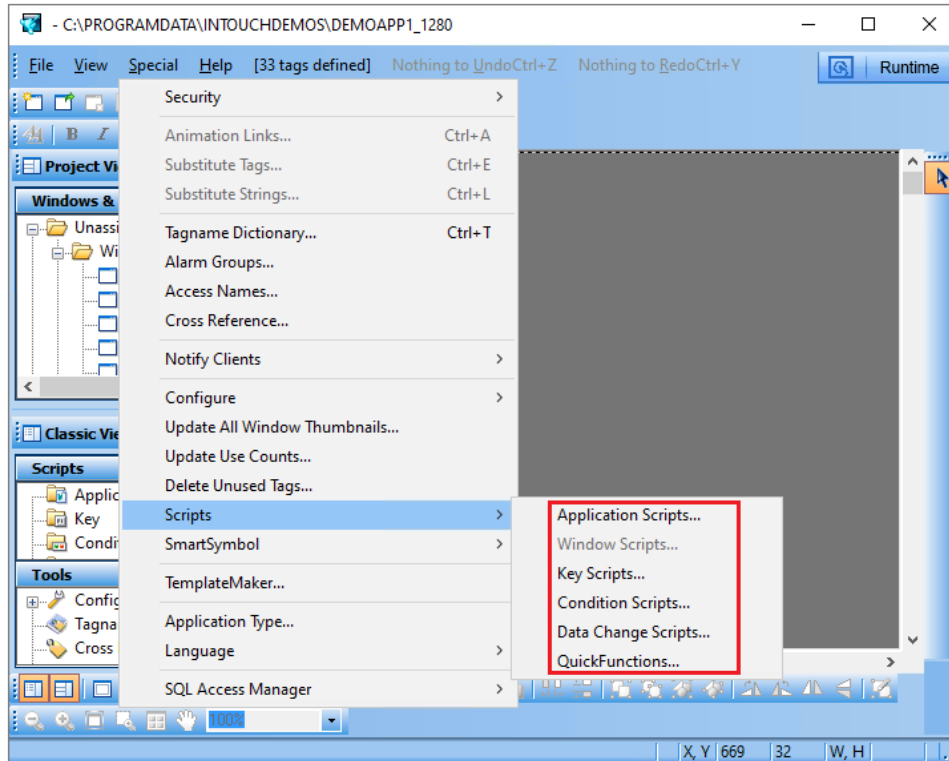 - C:\PROGRAMDATA\INTOUCHDEMOS\DEMOAPP1_1280
File View Special Help [33 tags defined] Nothing to UndoCtrl+Z Nothing to RedoCtrl+Y Runtime
B I
Project Vi
Windows &
Unassi
Wi
Classic Vie
Scripts
Applic
Key
Condi
Tools
Config
Tagna
Cross
Security
Animation Links... Ctrl+A
Substitute Tags... Ctrl+E
Substitute Strings... Ctrl+L
Tagname Dictionary... Ctrl+T
Alarm Groups...
Access Names...
Cross Reference...
Notify Clients
Configure
Update All Window Thumbnails...
Update Use Counts...
Delete Unused Tags...
Scripts
SmartSymbol
TemplateMaker...
Application Type...
Language
SQL Access Manager
Application Scripts...
Window Scripts...
Key Scripts...
Condition Scripts...
Data Change Scripts...
QuickFunctions...
100%
X, Y 669 32 W, H